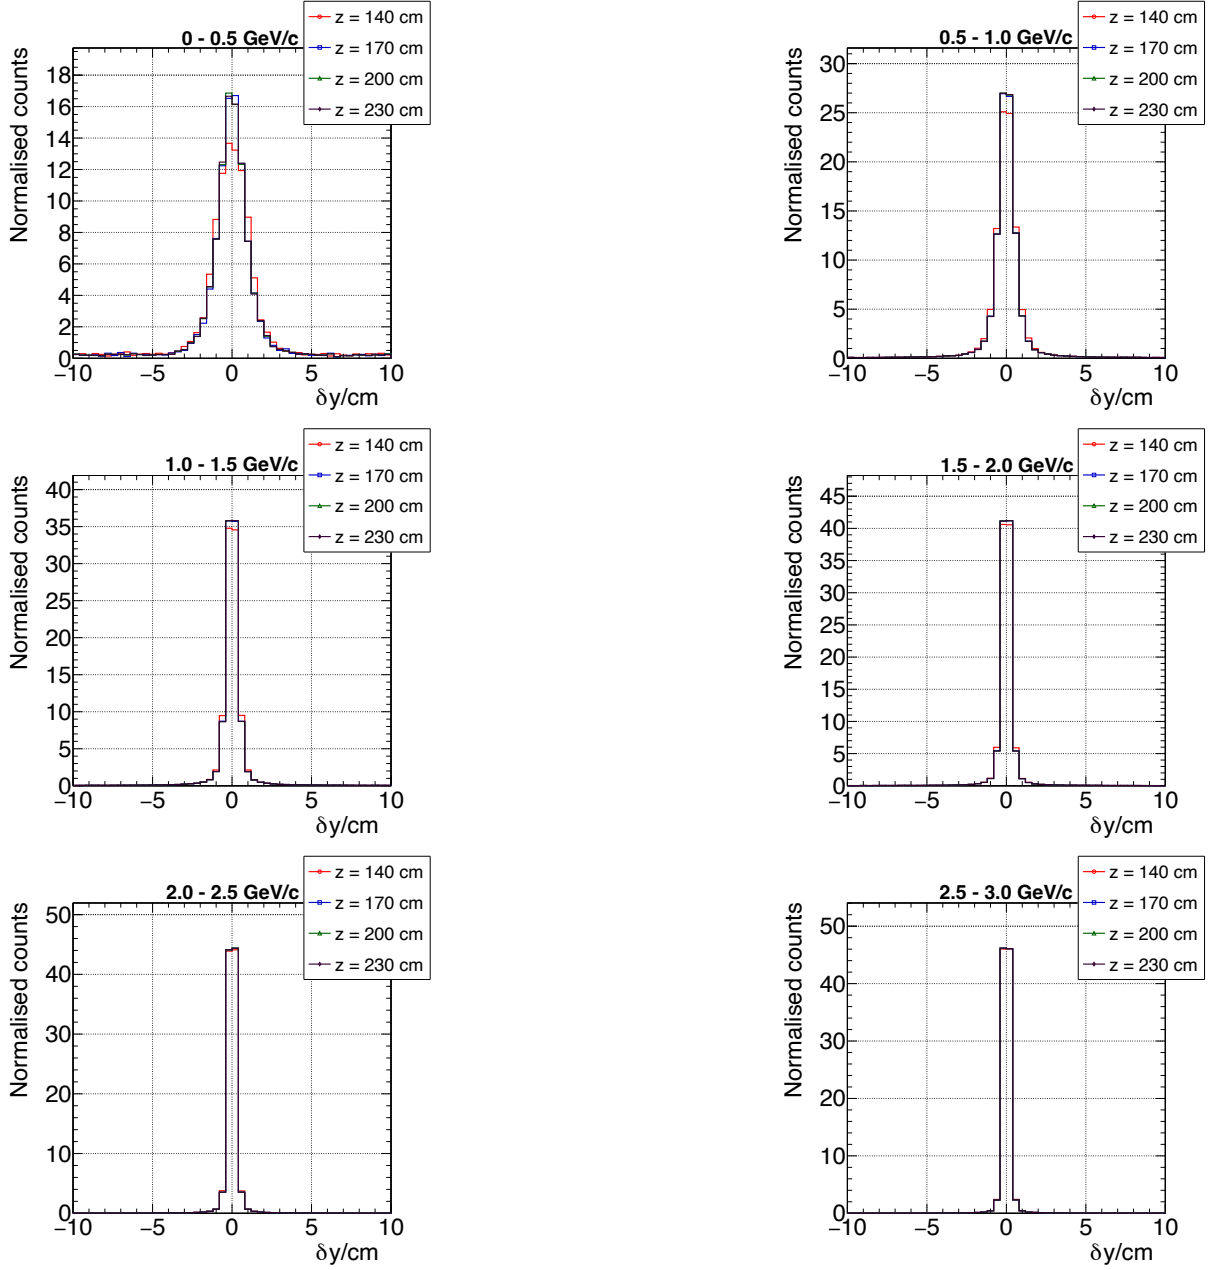 0 - 0.5 GeV/c
z = 140 cm
z = 170 cm
z = 200 cm
z = 230 cm
Normalised counts
18
16
14
12
10
8
6
4
2
0
−10
−5
0
5
10
δy/cm
0.5 - 1.0 GeV/c
z = 140 cm
z = 170 cm
z = 200 cm
z = 230 cm
Normalised counts
30
25
20
15
10
5
0
−10
−5
0
5
10
δy/cm
1.0 - 1.5 GeV/c
z = 140 cm
z = 170 cm
z = 200 cm
z = 230 cm
Normalised counts
40
35
30
25
20
15
10
5
0
−10
−5
0
5
10
δy/cm
1.5 - 2.0 GeV/c
z = 140 cm
z = 170 cm
z = 200 cm
z = 230 cm
Normalised counts
45
40
35
30
25
20
15
10
5
0
−10
−5
0
5
10
δy/cm
2.0 - 2.5 GeV/c
z = 140 cm
z = 170 cm
z = 200 cm
z = 230 cm
Normalised counts
50
40
30
20
10
0
−10
−5
0
5
10
δy/cm
2.5 - 3.0 GeV/c
z = 140 cm
z = 170 cm
z = 200 cm
z = 230 cm
Normalised counts
50
40
30
20
10
0
−10
−5
0
5
10
δy/cm